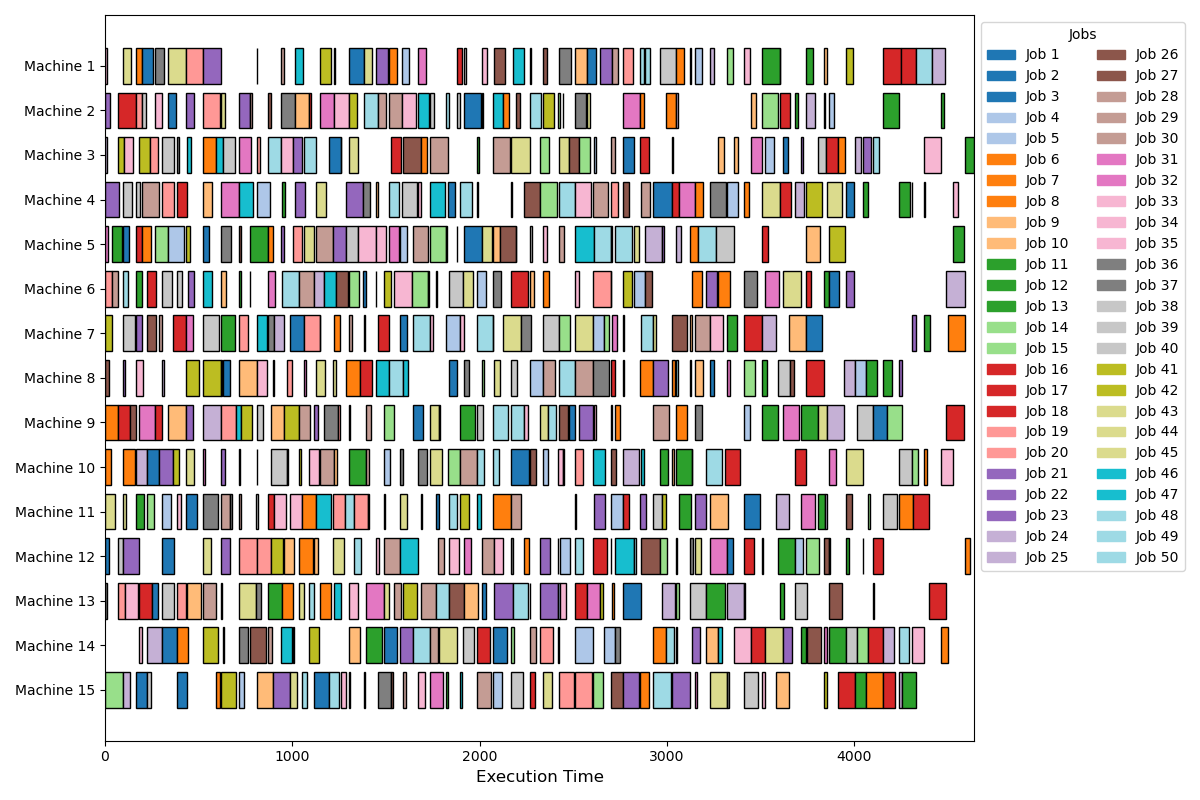 Machine 1
Machine 2
Machine 3
Machine 4
Machine 5
Machine 6
Machine 7
Machine 8
Machine 9
Machine 10
Machine 11
Machine 12
Machine 13
Machine 14
Machine 15
0 1000 2000 3000 4000
Execution Time
Jobs
Job 1 Job 26
Job 2 Job 27
Job 3 Job 28
Job 4 Job 29
Job 5 Job 30
Job 6 Job 31
Job 7 Job 32
Job 8 Job 33
Job 9 Job 34
Job 10 Job 35
Job 11 Job 36
Job 12 Job 37
Job 13 Job 38
Job 14 Job 39
Job 15 Job 40
Job 16 Job 41
Job 17 Job 42
Job 18 Job 43
Job 19 Job 44
Job 20 Job 45
Job 21 Job 46
Job 22 Job 47
Job 23 Job 48
Job 24 Job 49
Job 25 Job 50